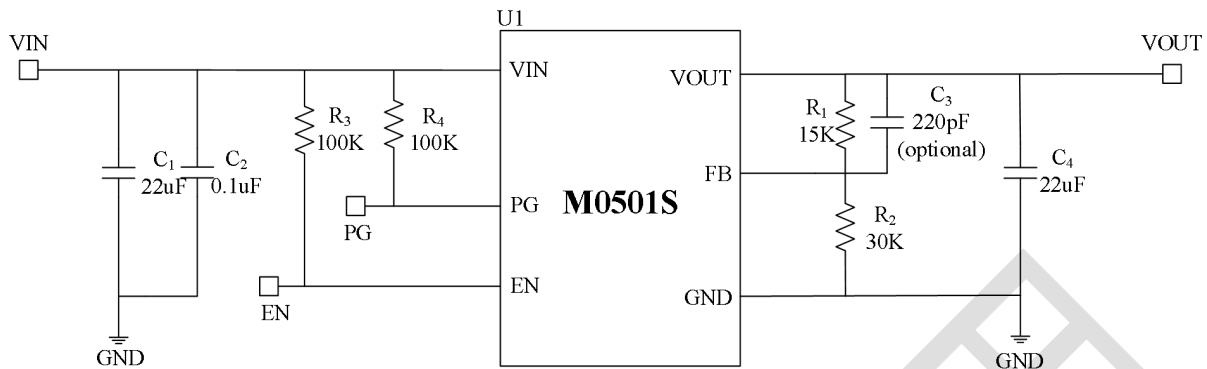 U1
VIN
VOUT
VIN
VOUT
R3
100K
R4
100K
R1
15K
C3
220pF
(optional)
C1
22uF
C2
0.1uF
FB
C4
22uF
PG
M0501S
PG
R2
30K
EN
EN
GND
GND
GND